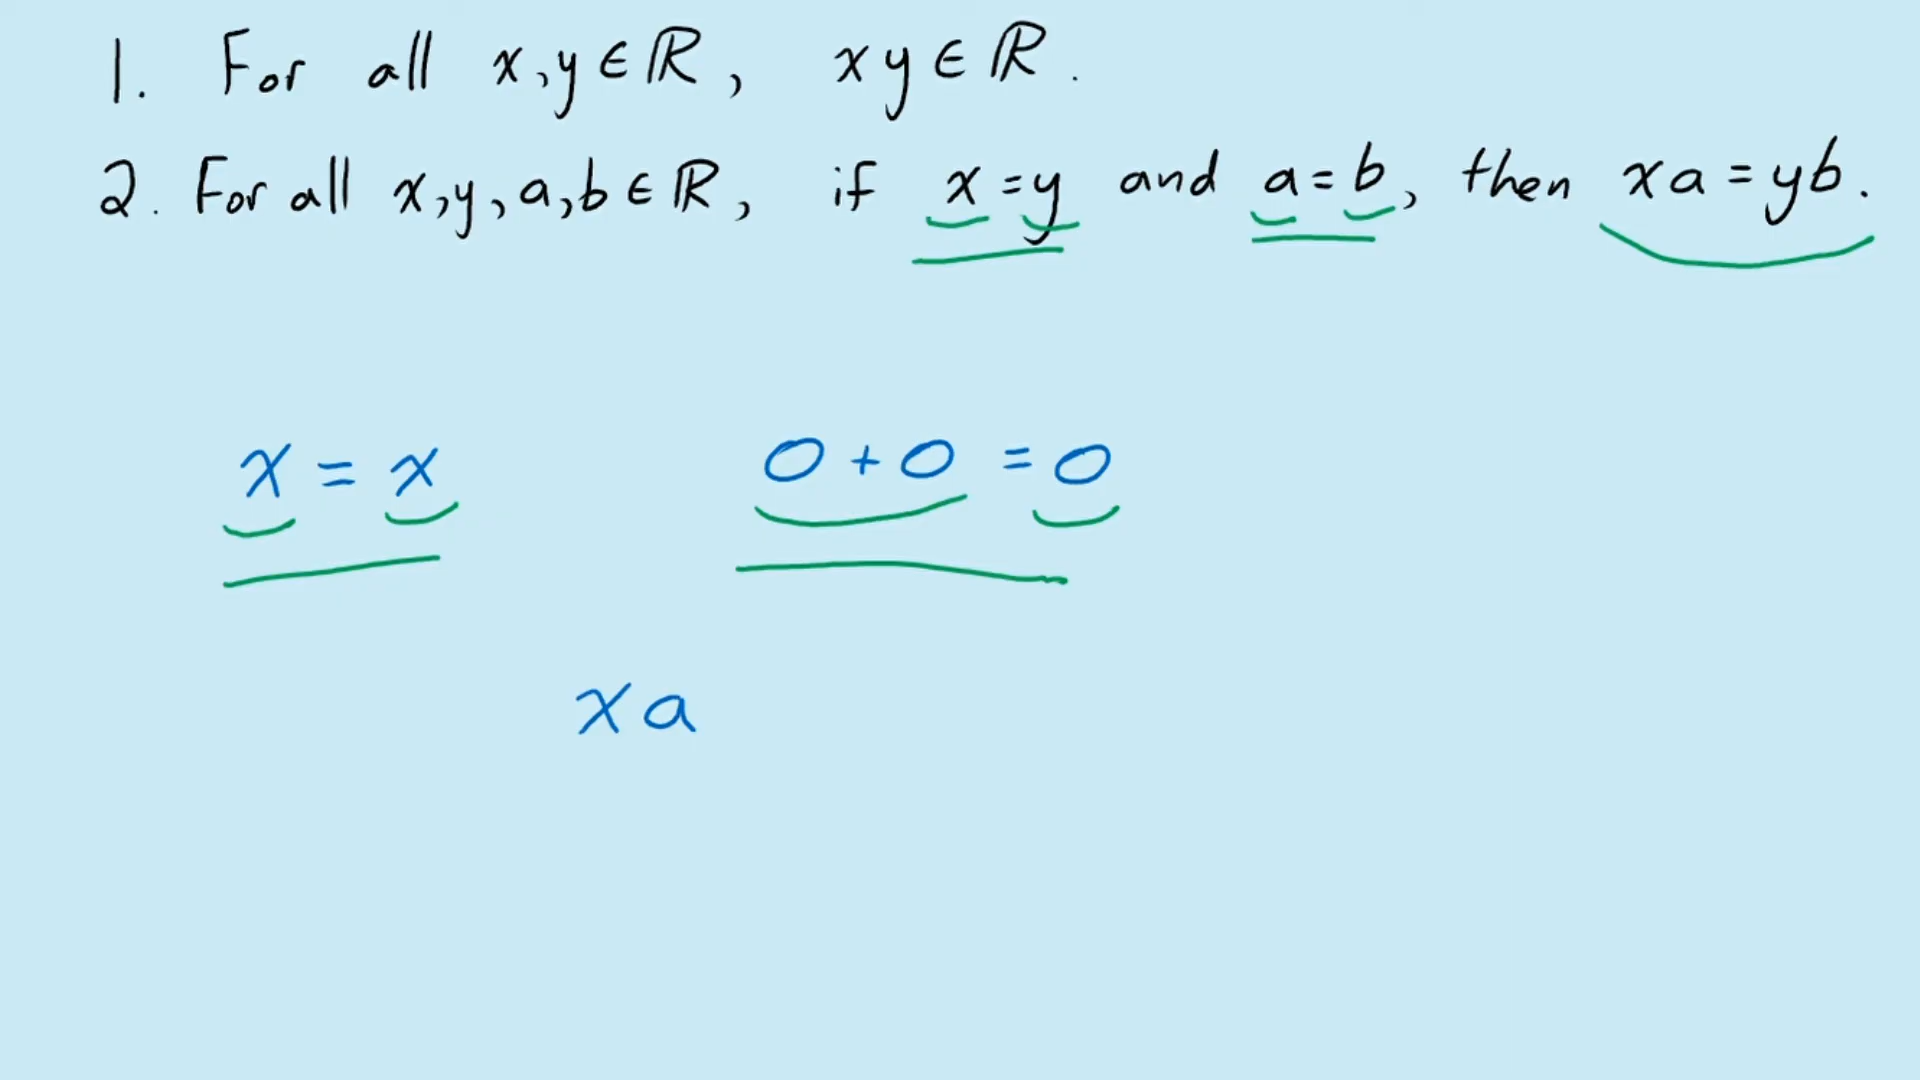 1. For all x,y∈ℝ, xy∈ℝ.
2. For all x,y,a,b∈ℝ, if x=y and a=b, then xa=yb.
x=x 0+0=0
xa